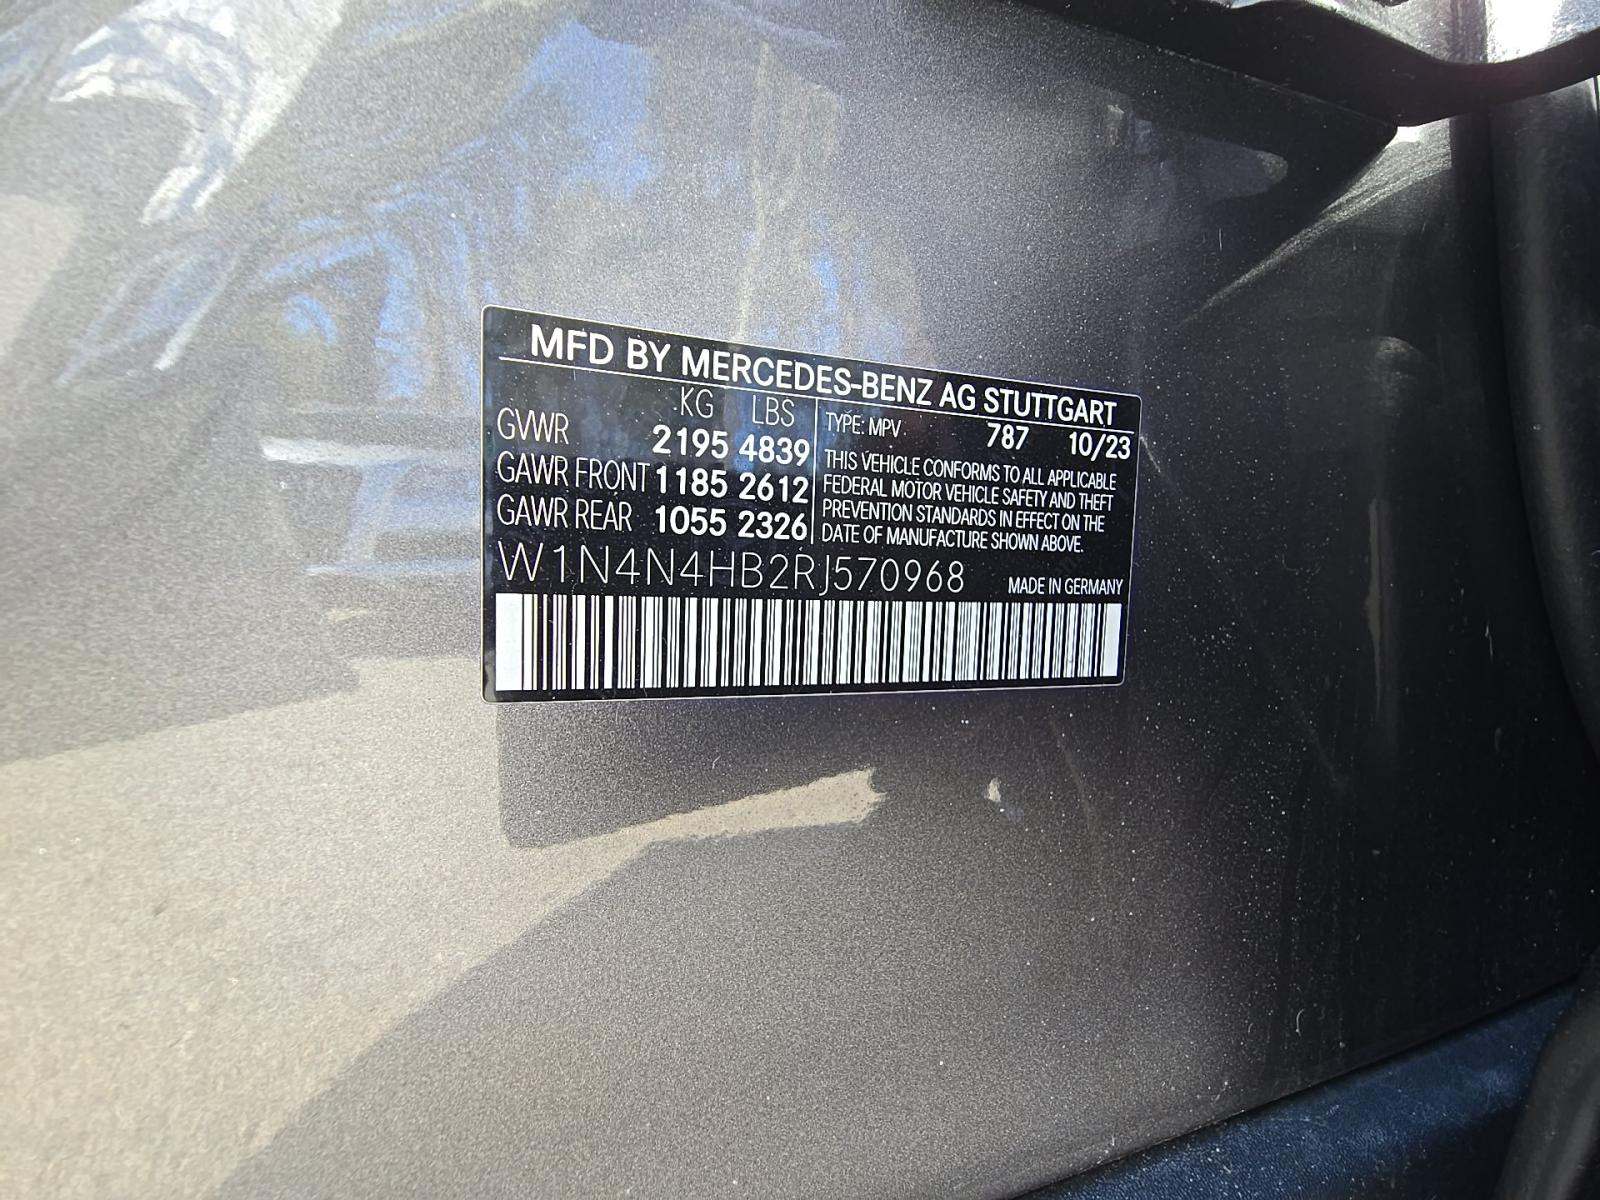 MFD BY MERCEDES-BENZ AG STUTTGART
KG LBS
GVWR 2195 4839
GAWR FRONT 1185 2612
GAWR REAR 1055 2326
TYPE: MPV 787 10/23
THIS VEHICLE CONFORMS TO ALL APPLICABLE
FEDERAL MOTOR VEHICLE SAFETY AND THEFT
PREVENTION STANDARDS IN EFFECT ON THE
DATE OF MANUFACTURE SHOWN ABOVE.
W1N4N4HB2RJ570968
MADE IN GERMANY